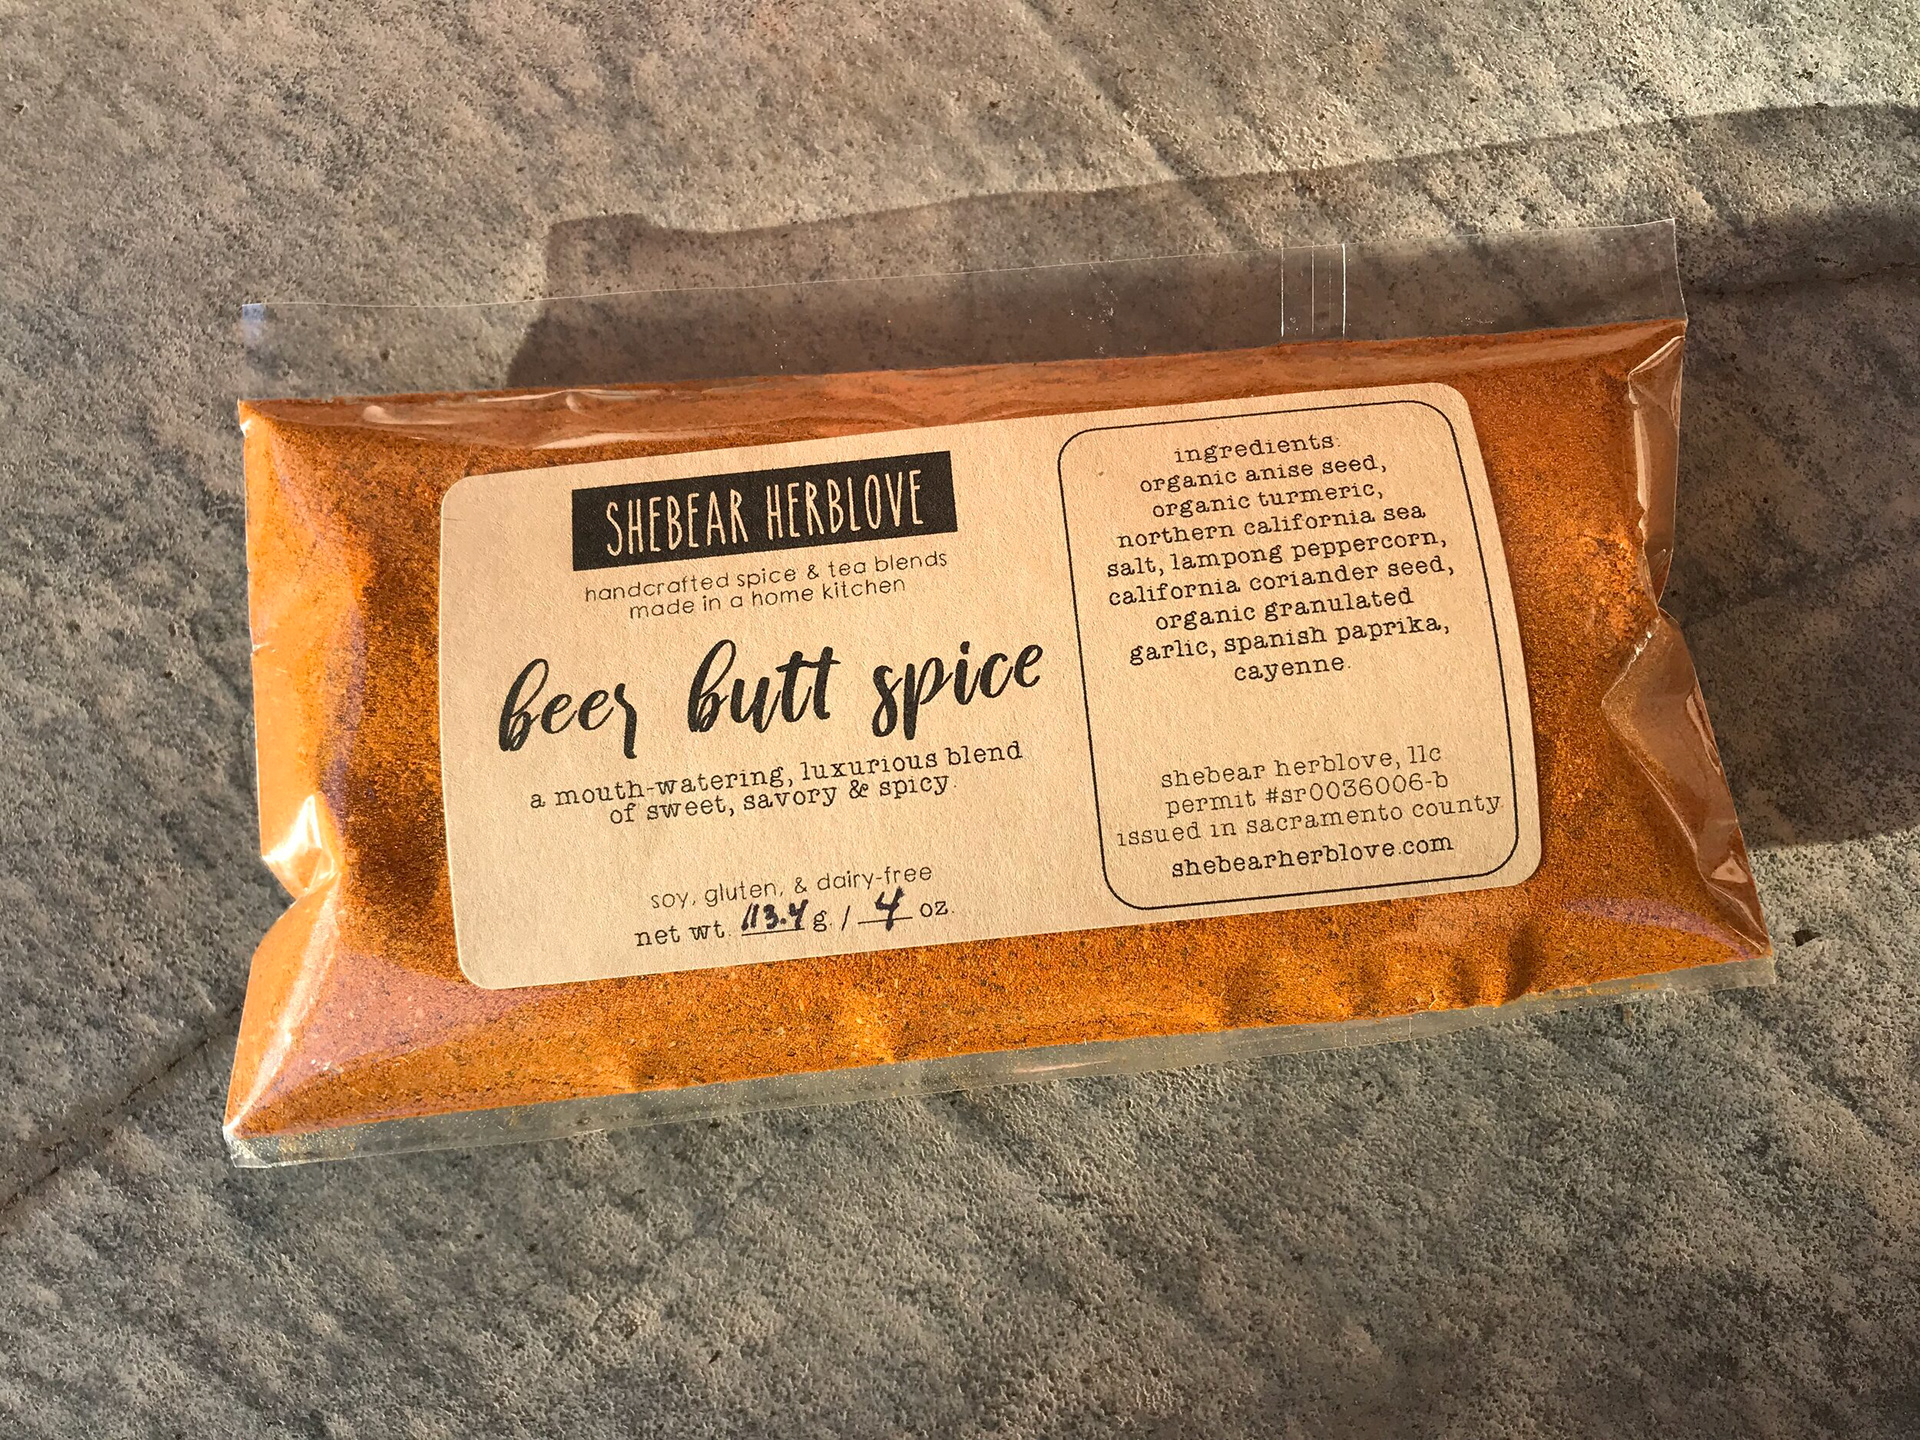 SHEBEAR HERBLOVE
handcrafted spice & tea blends
made in a home kitchen
beer butt spice
a mouth-watering, luxurious blend
of sweet, savory & spicy.
soy, gluten, & dairy-free
net wt. 113.4 g. / 4 oz.
ingredients:
organic anise seed,
organic turmeric,
northern california sea
salt, lampong peppercorn,
california coriander seed,
organic granulated
garlic, spanish paprika,
cayenne.
shebear herblove, llc
permit #sr0036006-b
issued in sacramento county
shebearherblove.com